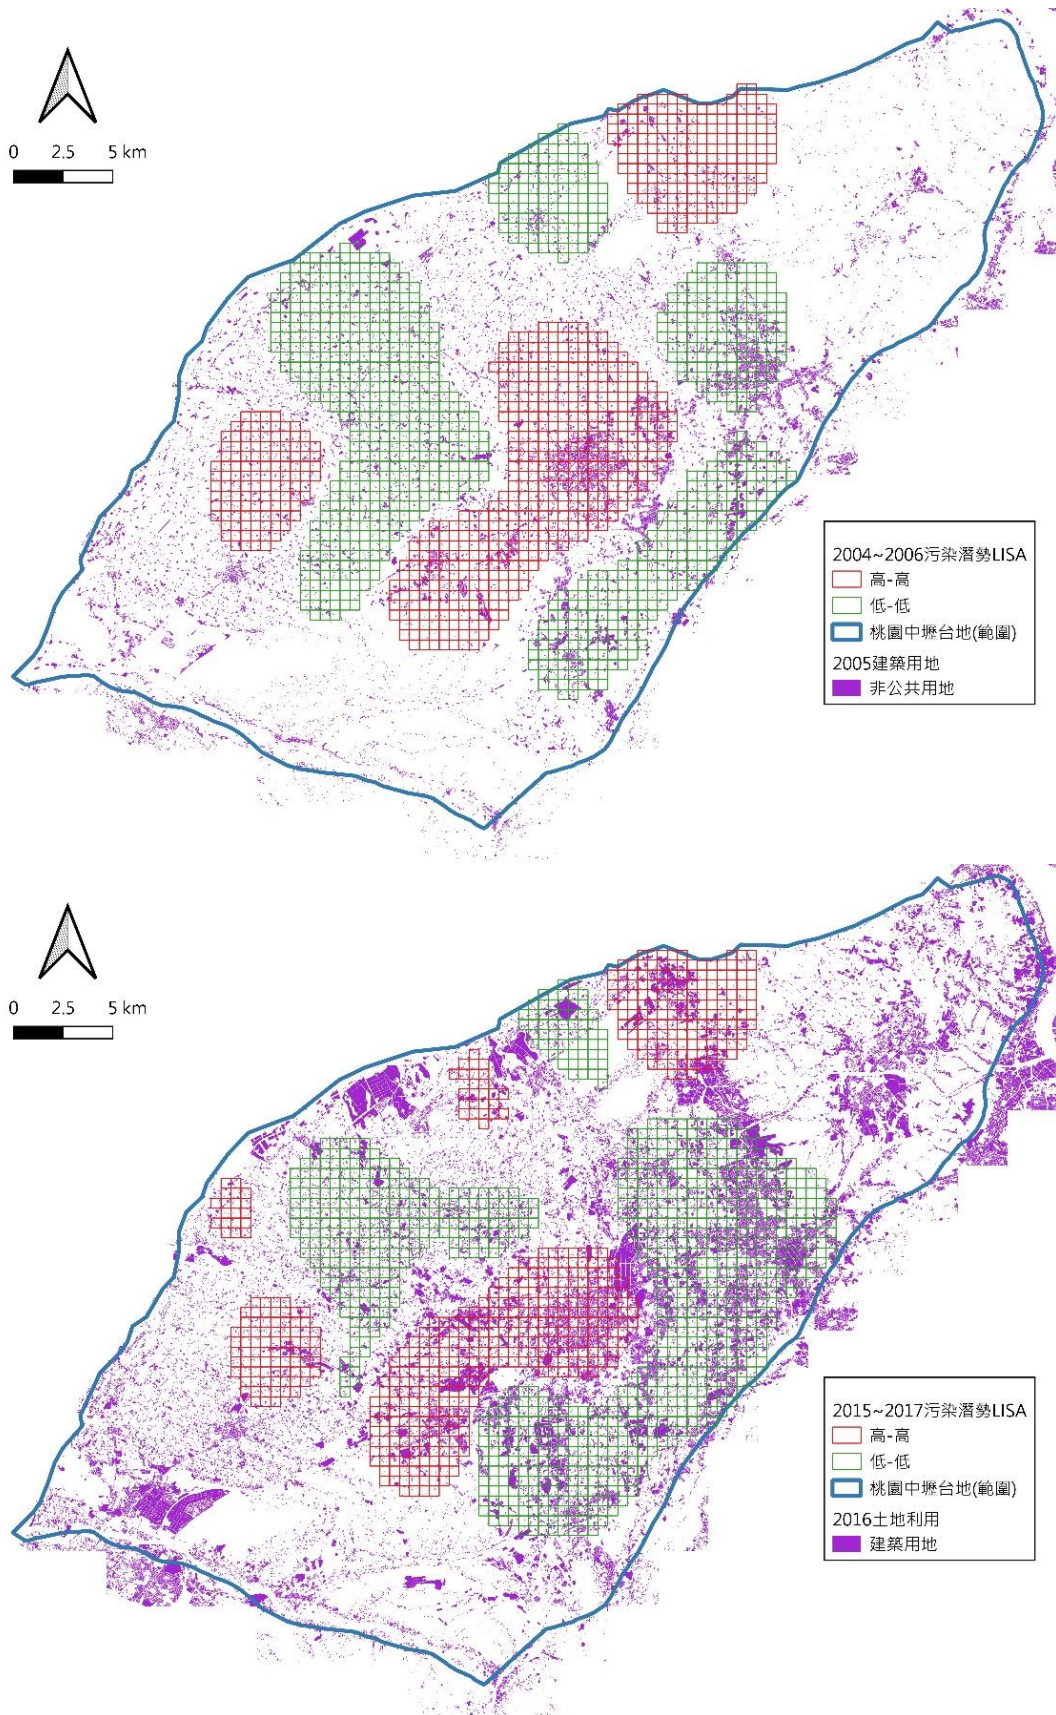 0 2.5 5 km
2004~2006污染潛勢LISA
高-高
低-低
桃園中壢台地(範圍)
2005建築用地
非公共用地
0 2.5 5 km
2015~2017污染潛勢LISA
高-高
低-低
桃園中壢台地(範圍)
2016土地利用
建築用地